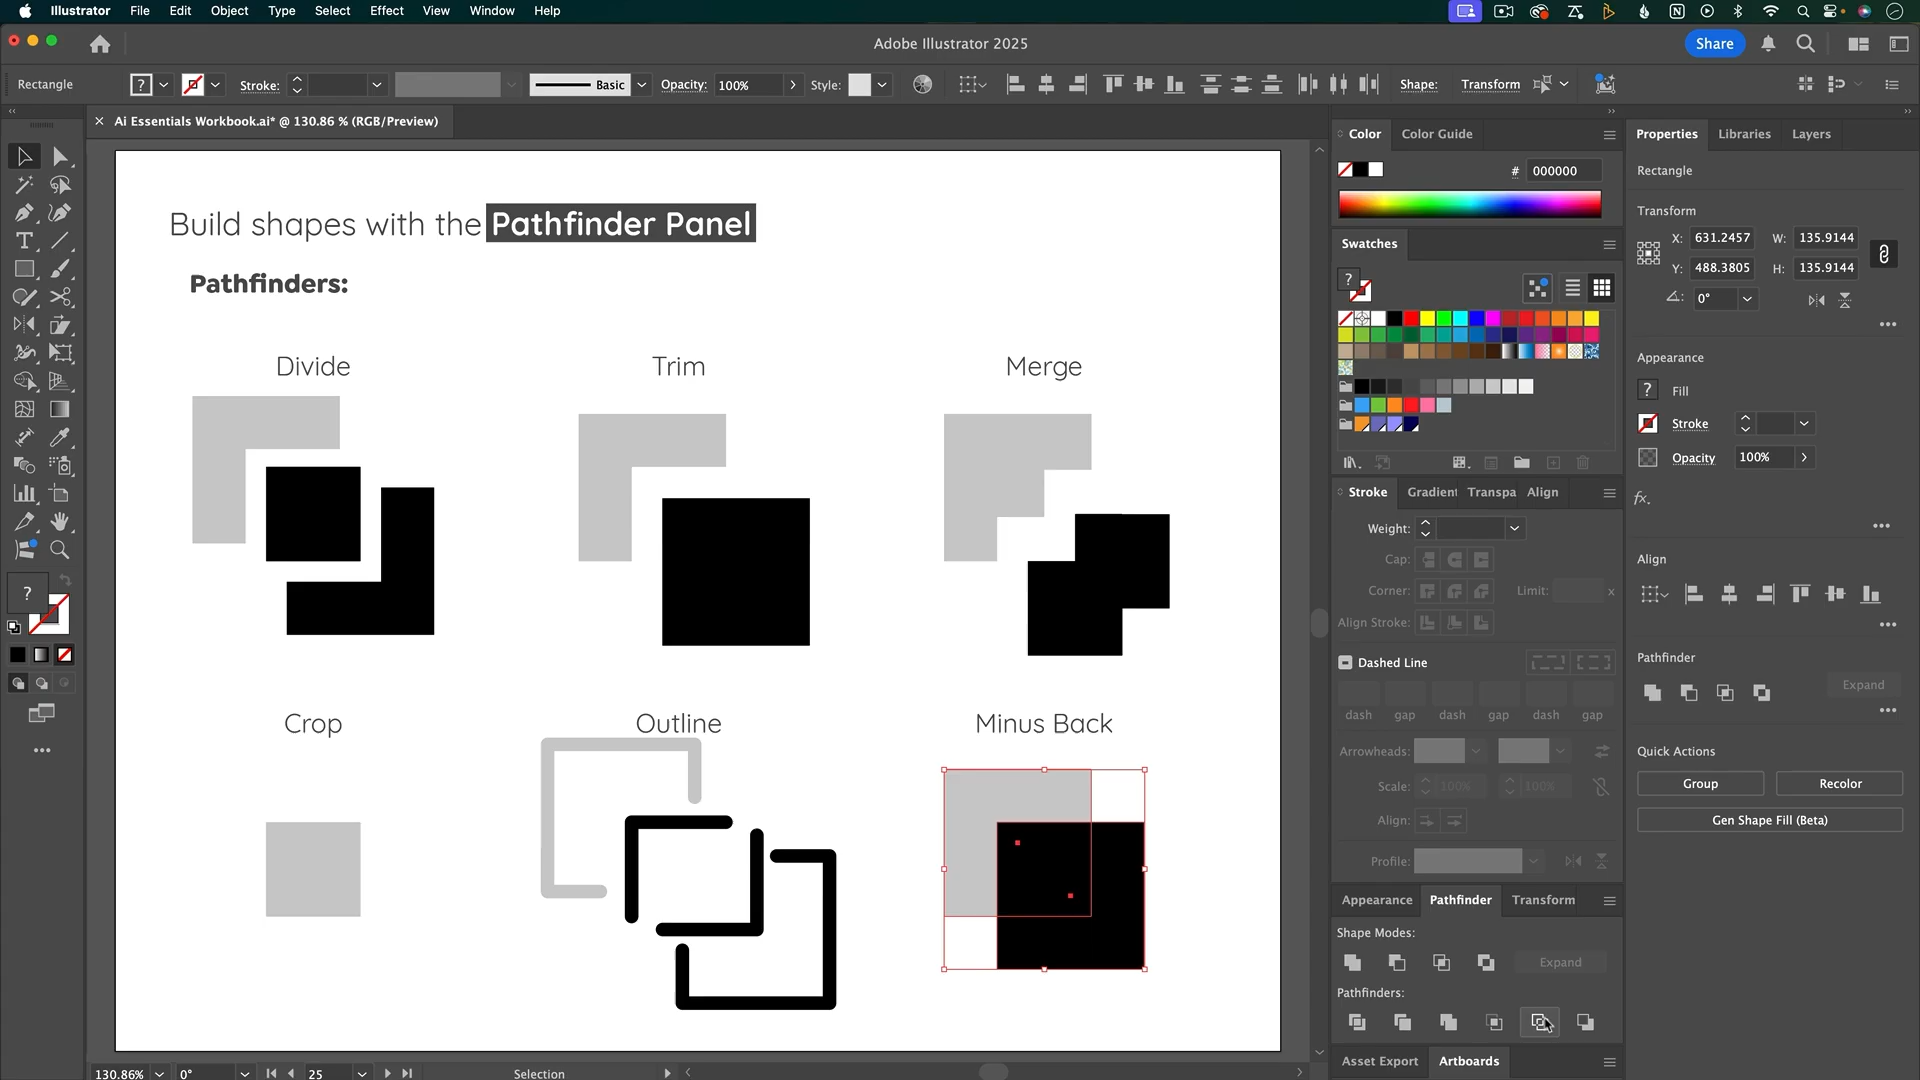 Illustrator File Edit Object Type Select Effect View Window Help
Adobe Illustrator 2025
Share
Rectangle
Stroke:
Basic
Opacity: 100%
Style:
Shape:
Transform
× Ai Essentials Workbook.ai* @ 130.86 % (RGB/Preview)
Build shapes with the Pathfinder Panel
Pathfinders:
Divide
Trim
Merge
Crop
Outline
Minus Back
130.86%
0°
25
Selection
Color Color Guide
# 000000
Swatches
?
Stroke Gradient Transpa Align
Weight:
Cap:
Corner:
Limit: x
Align Stroke:
Dashed Line
dash gap dash gap dash gap
Arrowheads:
Scale: 100% 100%
Align:
Profile:
Appearance Pathfinder Transform
Shape Modes:
Expand
Pathfinders:
Asset Export Artboards
Properties Libraries Layers
Rectangle
Transform
X: 631.2457 W: 135.9144
Y: 488.3805 H: 135.9144
0°
Appearance
? Fill
Stroke
Opacity 100%
fx.
Align
Pathfinder
Expand
Quick Actions
Group Recolor
Gen Shape Fill (Beta)